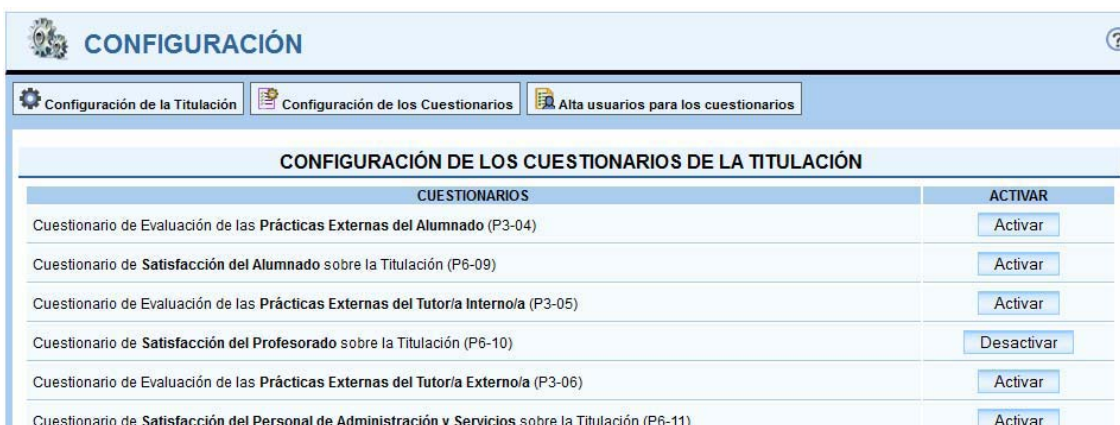 CONFIGURACIÓN
?
Configuración de la Titulación Configuración de los Cuestionarios Alta usuarios para los cuestionarios
CONFIGURACIÓN DE LOS CUESTIONARIOS DE LA TITULACIÓN
CUESTIONARIOS ACTIVAR
Cuestionario de Evaluación de las Prácticas Externas del Alumnado (P3-04) Activar
Cuestionario de Satisfacción del Alumnado sobre la Titulación (P6-09) Activar
Cuestionario de Evaluación de las Prácticas Externas del Tutor/a Interno/a (P3-05) Activar
Cuestionario de Satisfacción del Profesorado sobre la Titulación (P6-10) Desactivar
Cuestionario de Evaluación de las Prácticas Externas del Tutor/a Externo/a (P3-06) Activar
Cuestionario de Satisfacción del Personal de Administración y Servicios sobre la Titulación (P6-11) Activar